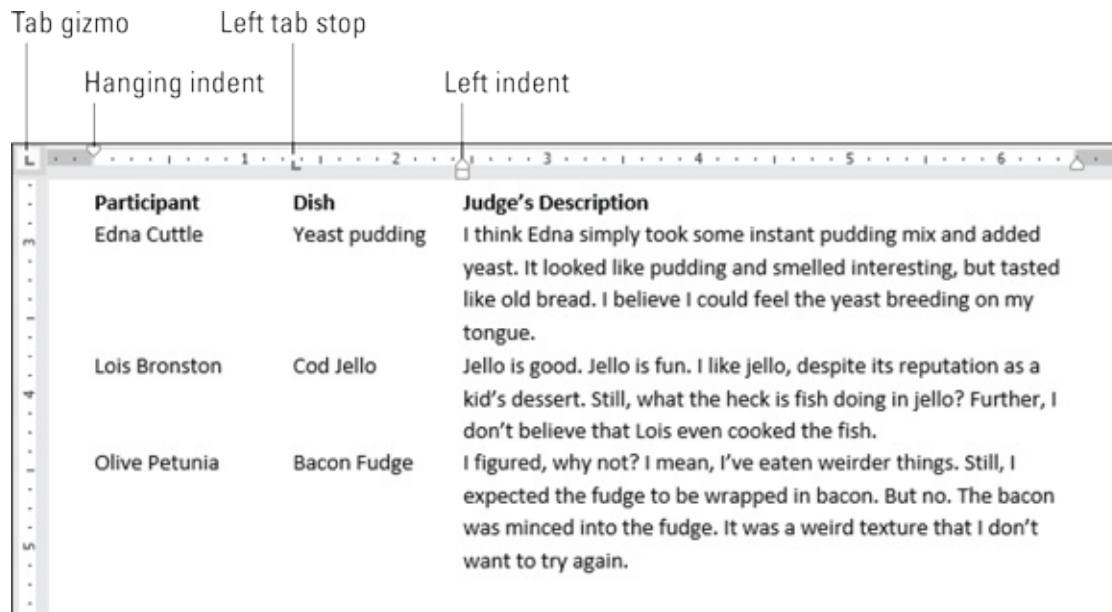 Tab gizmo Left tab stop
Hanging indent Left indent
L 1 2 3 4 5 6
Participant Dish Judge’s Description
Edna Cuttle Yeast pudding I think Edna simply took some instant pudding mix and added
yeast. It looked like pudding and smelled interesting, but tasted
like old bread. I believe I could feel the yeast breeding on my
tongue.
Lois Bronston Cod Jello Jello is good. Jello is fun. I like jello, despite its reputation as a
kid’s dessert. Still, what the heck is fish doing in jello? Further, I
don’t believe that Lois even cooked the fish.
Olive Petunia Bacon Fudge I figured, why not? I mean, I’ve eaten weirder things. Still, I
expected the fudge to be wrapped in bacon. But no. The bacon
was minced into the fudge. It was a weird texture that I don’t
want to try again.
3
4
5